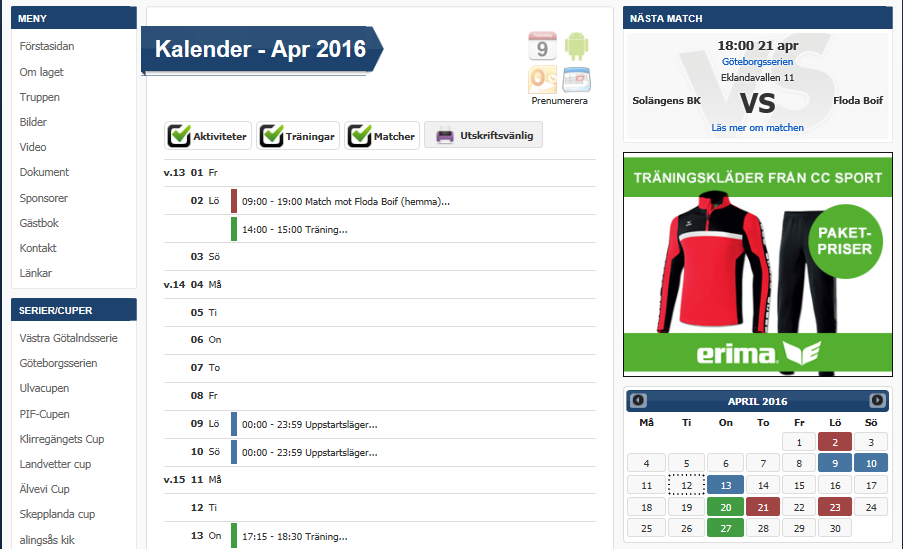 MENY
Förstasidan
Om laget
Truppen
Bilder
Video
Dokument
Sponsorer
Gästbok
Kontakt
Länkar
SERIER/CUPER
Västra Götalndsserie
Göteborgsserien
Ulvacupen
PIF-Cupen
Klirregängets Cup
Landvetter cup
Älvevi Cup
Skepplanda cup
alingsås kik
Kalender - Apr 2016
9
Prenumerera
Aktiviteter
Träningar
Matcher
Utskriftsvänlig
v.13 01 Fr
02 Lö 09:00 - 19:00 Match mot Floda Boif (hemma)...
14:00 - 15:00 Träning...
03 Sö
v.14 04 Må
05 Ti
06 On
07 To
08 Fr
09 Lö 00:00 - 23:59 Uppstartsläger...
10 Sö 00:00 - 23:59 Uppstartsläger...
v.15 11 Må
12 Ti
13 On 17:15 - 18:30 Träning...
NÄSTA MATCH
VS
18:00 21 apr
Göteborgsserien
Eklandavallen 11
Solängens BK VS Floda Boif
Läs mer om matchen
TRÄNINGSKLÄDER FRÅN CC SPORT
PAKET-
PRISER
erima
APRIL 2016
Må Ti On To Fr Lö Sö
1 2 3
4 5 6 7 8 9 10
11 12 13 14 15 16 17
18 19 20 21 22 23 24
25 26 27 28 29 30